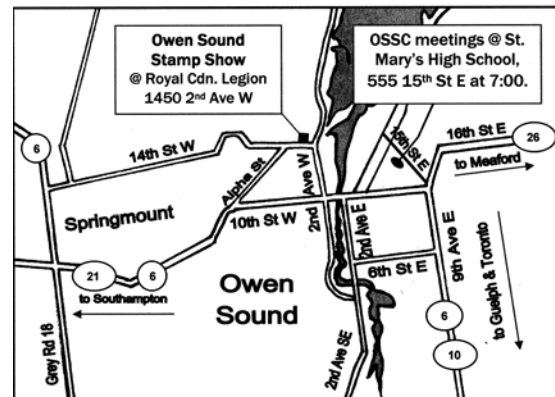 Owen Sound
Stamp Show
@ Royal Cdn. Legion
1450 2nd Ave W
OSSC meetings @ St.
Mary's High School,
555 15th St E at 7:00.
6
14th St W
Alpha St
Ave W
2nd
15th St E
16th St E
26
to Meaford
Springmount
10th St W
2nd Ave E
9th Ave E
6th St E
to Guelph & Toronto
21
6
to Southampton
Owen
Sound
Grey Rd 18
2nd Ave SE
6
10